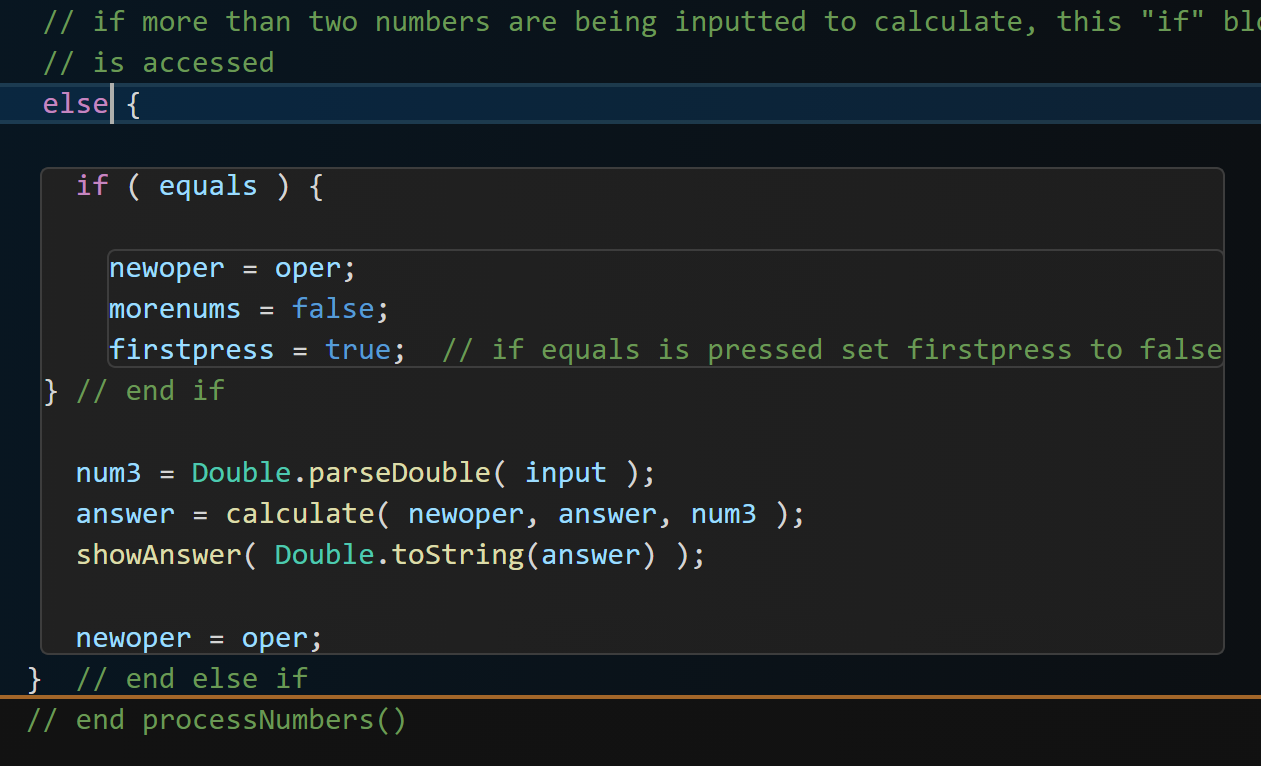 // if more than two numbers are being inputted to calculate, this "if"
// is accessed
else {
if ( equals ) {
newoper = oper;
morenums = false;
firstpress = true;  // if equals is pressed set firstpress to false
} // end if
num3 = Double.parseDouble( input );
answer = calculate( newoper, answer, num3 );
showAnswer( Double.toString(answer) );
newoper = oper;
}  // end else if
// end processNumbers()